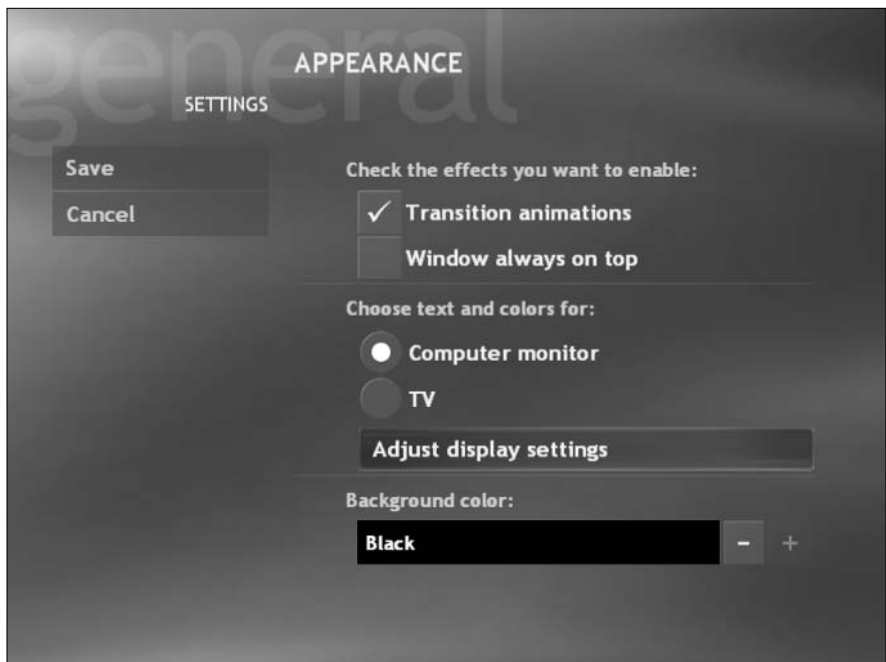 general
APPEARANCE
SETTINGS
Save
Cancel
Check the effects you want to enable:
Transition animations
Window always on top
Choose text and colors for:
Computer monitor
TV
Adjust display settings
Background color:
Black - +